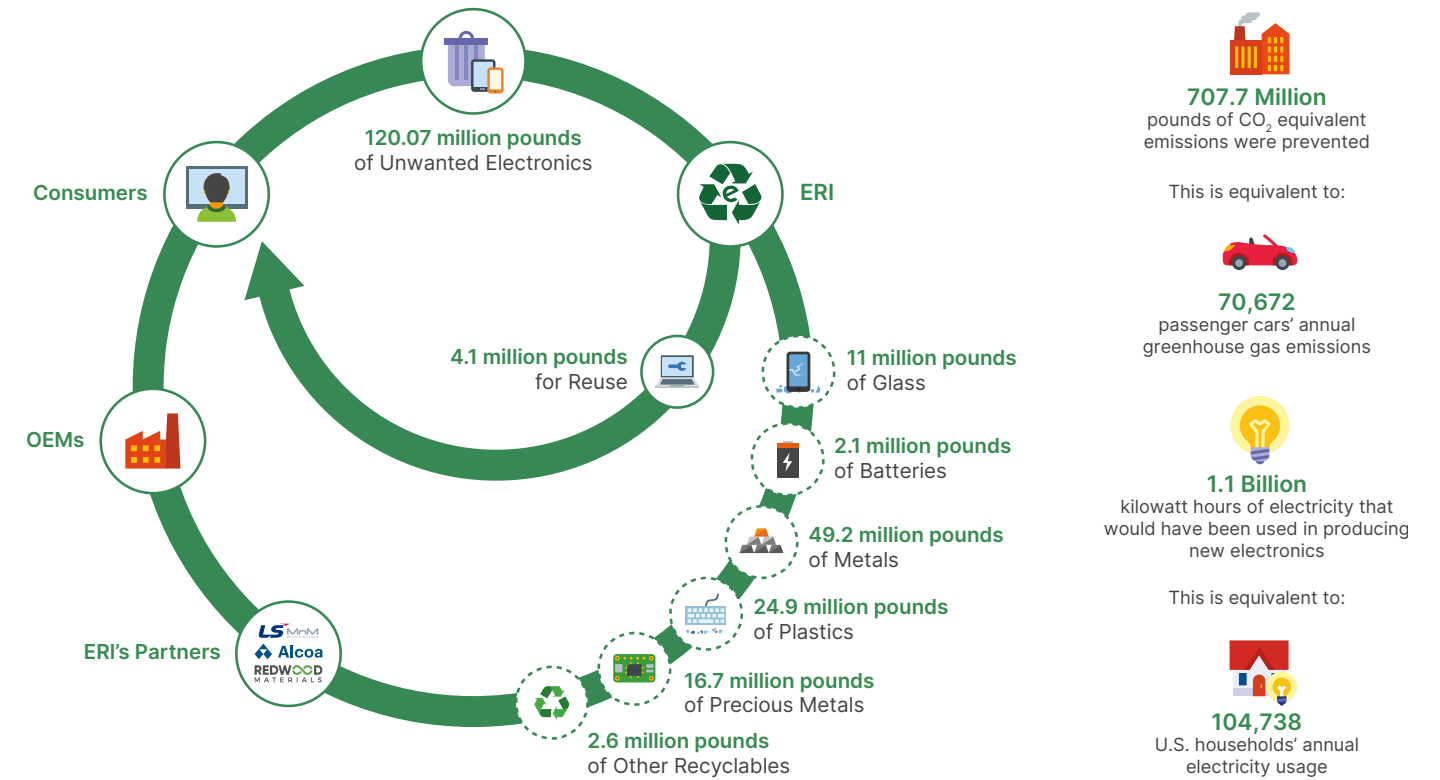 120.07 million pounds
of Unwanted Electronics
Consumers
e
ERI
4.1 million pounds
for Reuse
11 million pounds
of Glass
2.1 million pounds
of Batteries
OEMs
49.2 million pounds
of Metals
24.9 million pounds
of Plastics
ERI’s Partners
LS MnM
Alcoa
REDWOOD
MATERIALS
16.7 million pounds
of Precious Metals
2.6 million pounds
of Other Recyclables
707.7 Million
pounds of CO2 equivalent
emissions were prevented
This is equivalent to:
70,672
passenger cars’ annual
greenhouse gas emissions
1.1 Billion
kilowatt hours of electricity that
would have been used in producing
new electronics
This is equivalent to:
104,738
U.S. households’ annual
electricity usage